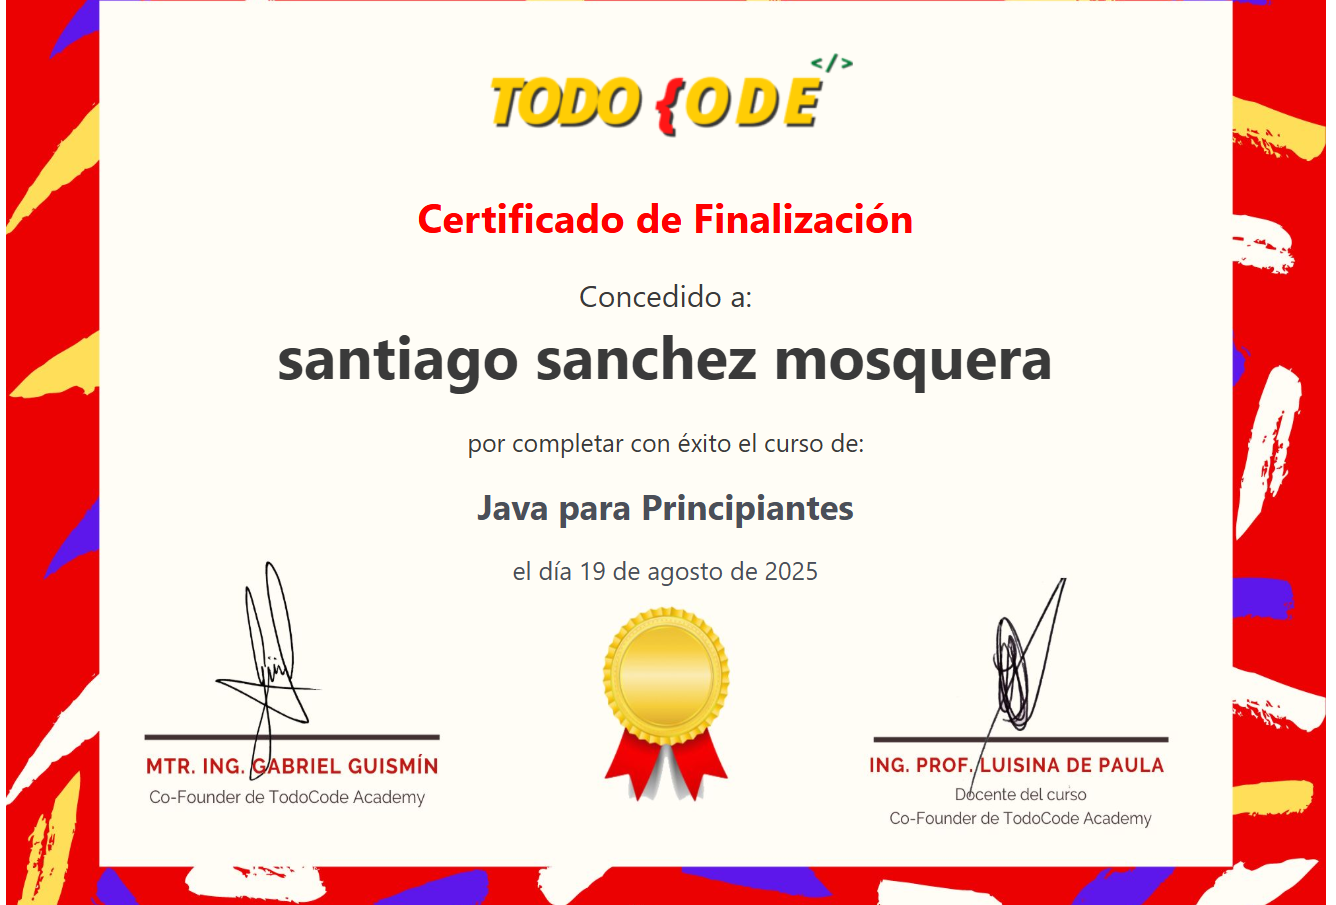 TODO {ODE </>
Certificado de Finalización
Concedido a:
santiago sanchez mosquera
por completar con éxito el curso de:
Java para Principiantes
el día 19 de agosto de 2025
MTR. ING. GABRIEL GUISMÍN
Co-Founder de TodoCode Academy
ING. PROF. LUISINA DE PAULA
Docente del curso
Co-Founder de TodoCode Academy